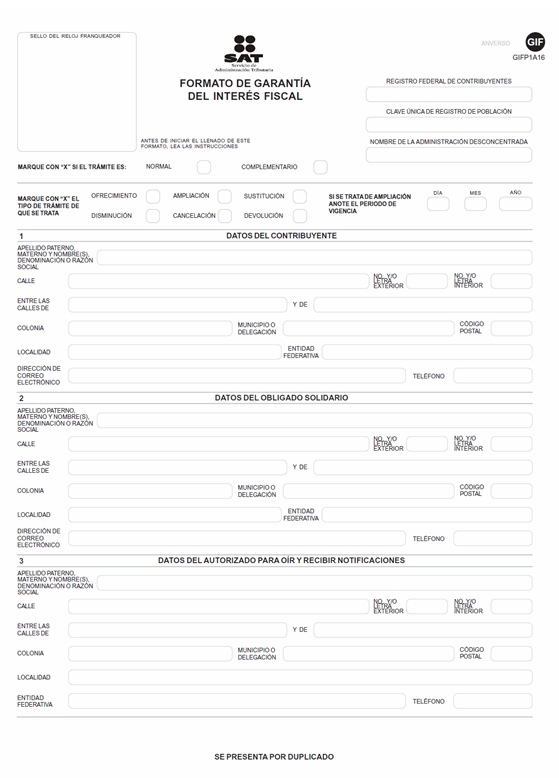 SELLO DEL RELOJ FRANQUEADOR
SAT
Servicio de
Administración Tributaria
ANVERSO
GIF
GIFP1A16
FORMATO DE GARANTÍA
DEL INTERÉS FISCAL
REGISTRO FEDERAL DE CONTRIBUYENTES
CLAVE ÚNICA DE REGISTRO DE POBLACIÓN
NOMBRE DE LA ADMINISTRACIÓN DESCONCENTRADA
ANTES DE INICIAR EL LLENADO DE ESTE
FORMATO, LEA LAS INSTRUCCIONES
MARQUE CON "X" SI EL TRÁMITE ES: NORMAL COMPLEMENTARIO
MARQUE CON "X" EL
TIPO DE TRÁMITE DE
QUE SE TRATA
OFRECIMIENTO AMPLIACIÓN SUSTITUCIÓN
DISMINUCIÓN CANCELACIÓN DEVOLUCIÓN
SI SE TRATA DE AMPLIACIÓN
ANOTE EL PERIODO DE
VIGENCIA
DÍA MES AÑO
1 DATOS DEL CONTRIBUYENTE
APELLIDO PATERNO,
MATERNO Y NOMBRE(S),
DENOMINACIÓN O RAZÓN
SOCIAL
CALLE
NO. Y/O
LETRA
EXTERIOR
NO. Y/O
LETRA
INTERIOR
ENTRE LAS
CALLES DE
Y DE
COLONIA
MUNICIPIO O
DELEGACIÓN
CÓDIGO
POSTAL
LOCALIDAD
ENTIDAD
FEDERATIVA
DIRECCIÓN DE
CORREO
ELECTRÓNICO
TELÉFONO
2 DATOS DEL OBLIGADO SOLIDARIO
APELLIDO PATERNO,
MATERNO Y NOMBRE(S),
DENOMINACIÓN O RAZÓN
SOCIAL
CALLE
NO. Y/O
LETRA
EXTERIOR
NO. Y/O
LETRA
INTERIOR
ENTRE LAS
CALLES DE
Y DE
COLONIA
MUNICIPIO O
DELEGACIÓN
CÓDIGO
POSTAL
LOCALIDAD
ENTIDAD
FEDERATIVA
DIRECCIÓN DE
CORREO
ELECTRÓNICO
TELÉFONO
3 DATOS DEL AUTORIZADO PARA OÍR Y RECIBIR NOTIFICACIONES
APELLIDO PATERNO,
MATERNO Y NOMBRE(S),
DENOMINACIÓN O RAZÓN
SOCIAL
CALLE
NO. Y/O
LETRA
EXTERIOR
NO. Y/O
LETRA
INTERIOR
ENTRE LAS
CALLES DE
Y DE
COLONIA
MUNICIPIO O
DELEGACIÓN
CÓDIGO
POSTAL
LOCALIDAD
ENTIDAD
FEDERATIVA
TELÉFONO
SE PRESENTA POR DUPLICADO